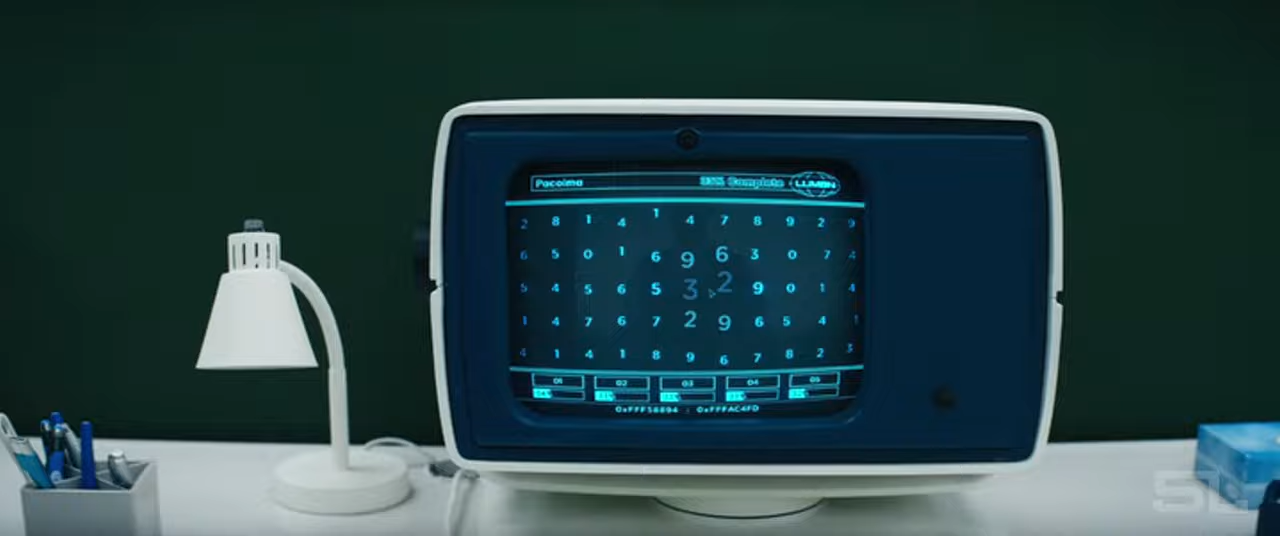 Pacoima 35% Complete LUMON
2 8 1 4 1 4 7 8 9 2 9
6 5 0 1 6 9 6 3 0 7 4
5 4 5 6 5 3 2 9 0 1 4
1 4 7 6 7 2 9 6 5 4 1
4 1 4 1 8 9 6 7 8 2 3
01 02 03 04 05